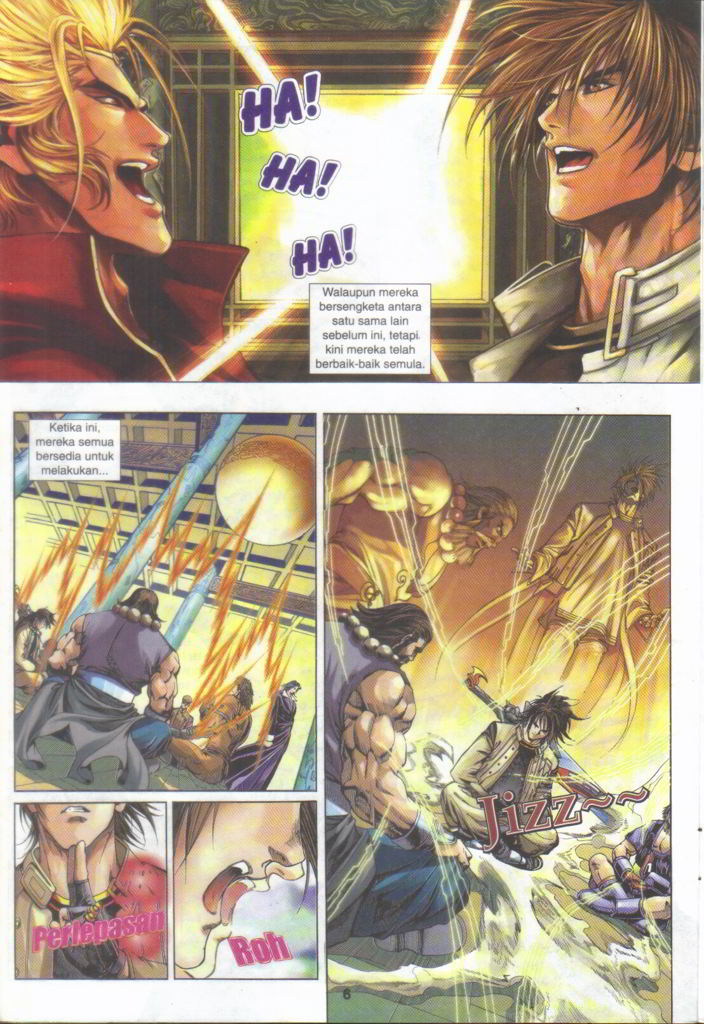 HA!
HA!
HA!
Walaupun mereka
bersengketa antara
satu sama lain
sebelum ini, tetapi
kini mereka telah
berbaik-baik semula.
Ketika ini,
mereka semua
bersedia untuk
melakukan...
Perlepasan
Roh
Jizz~~
6